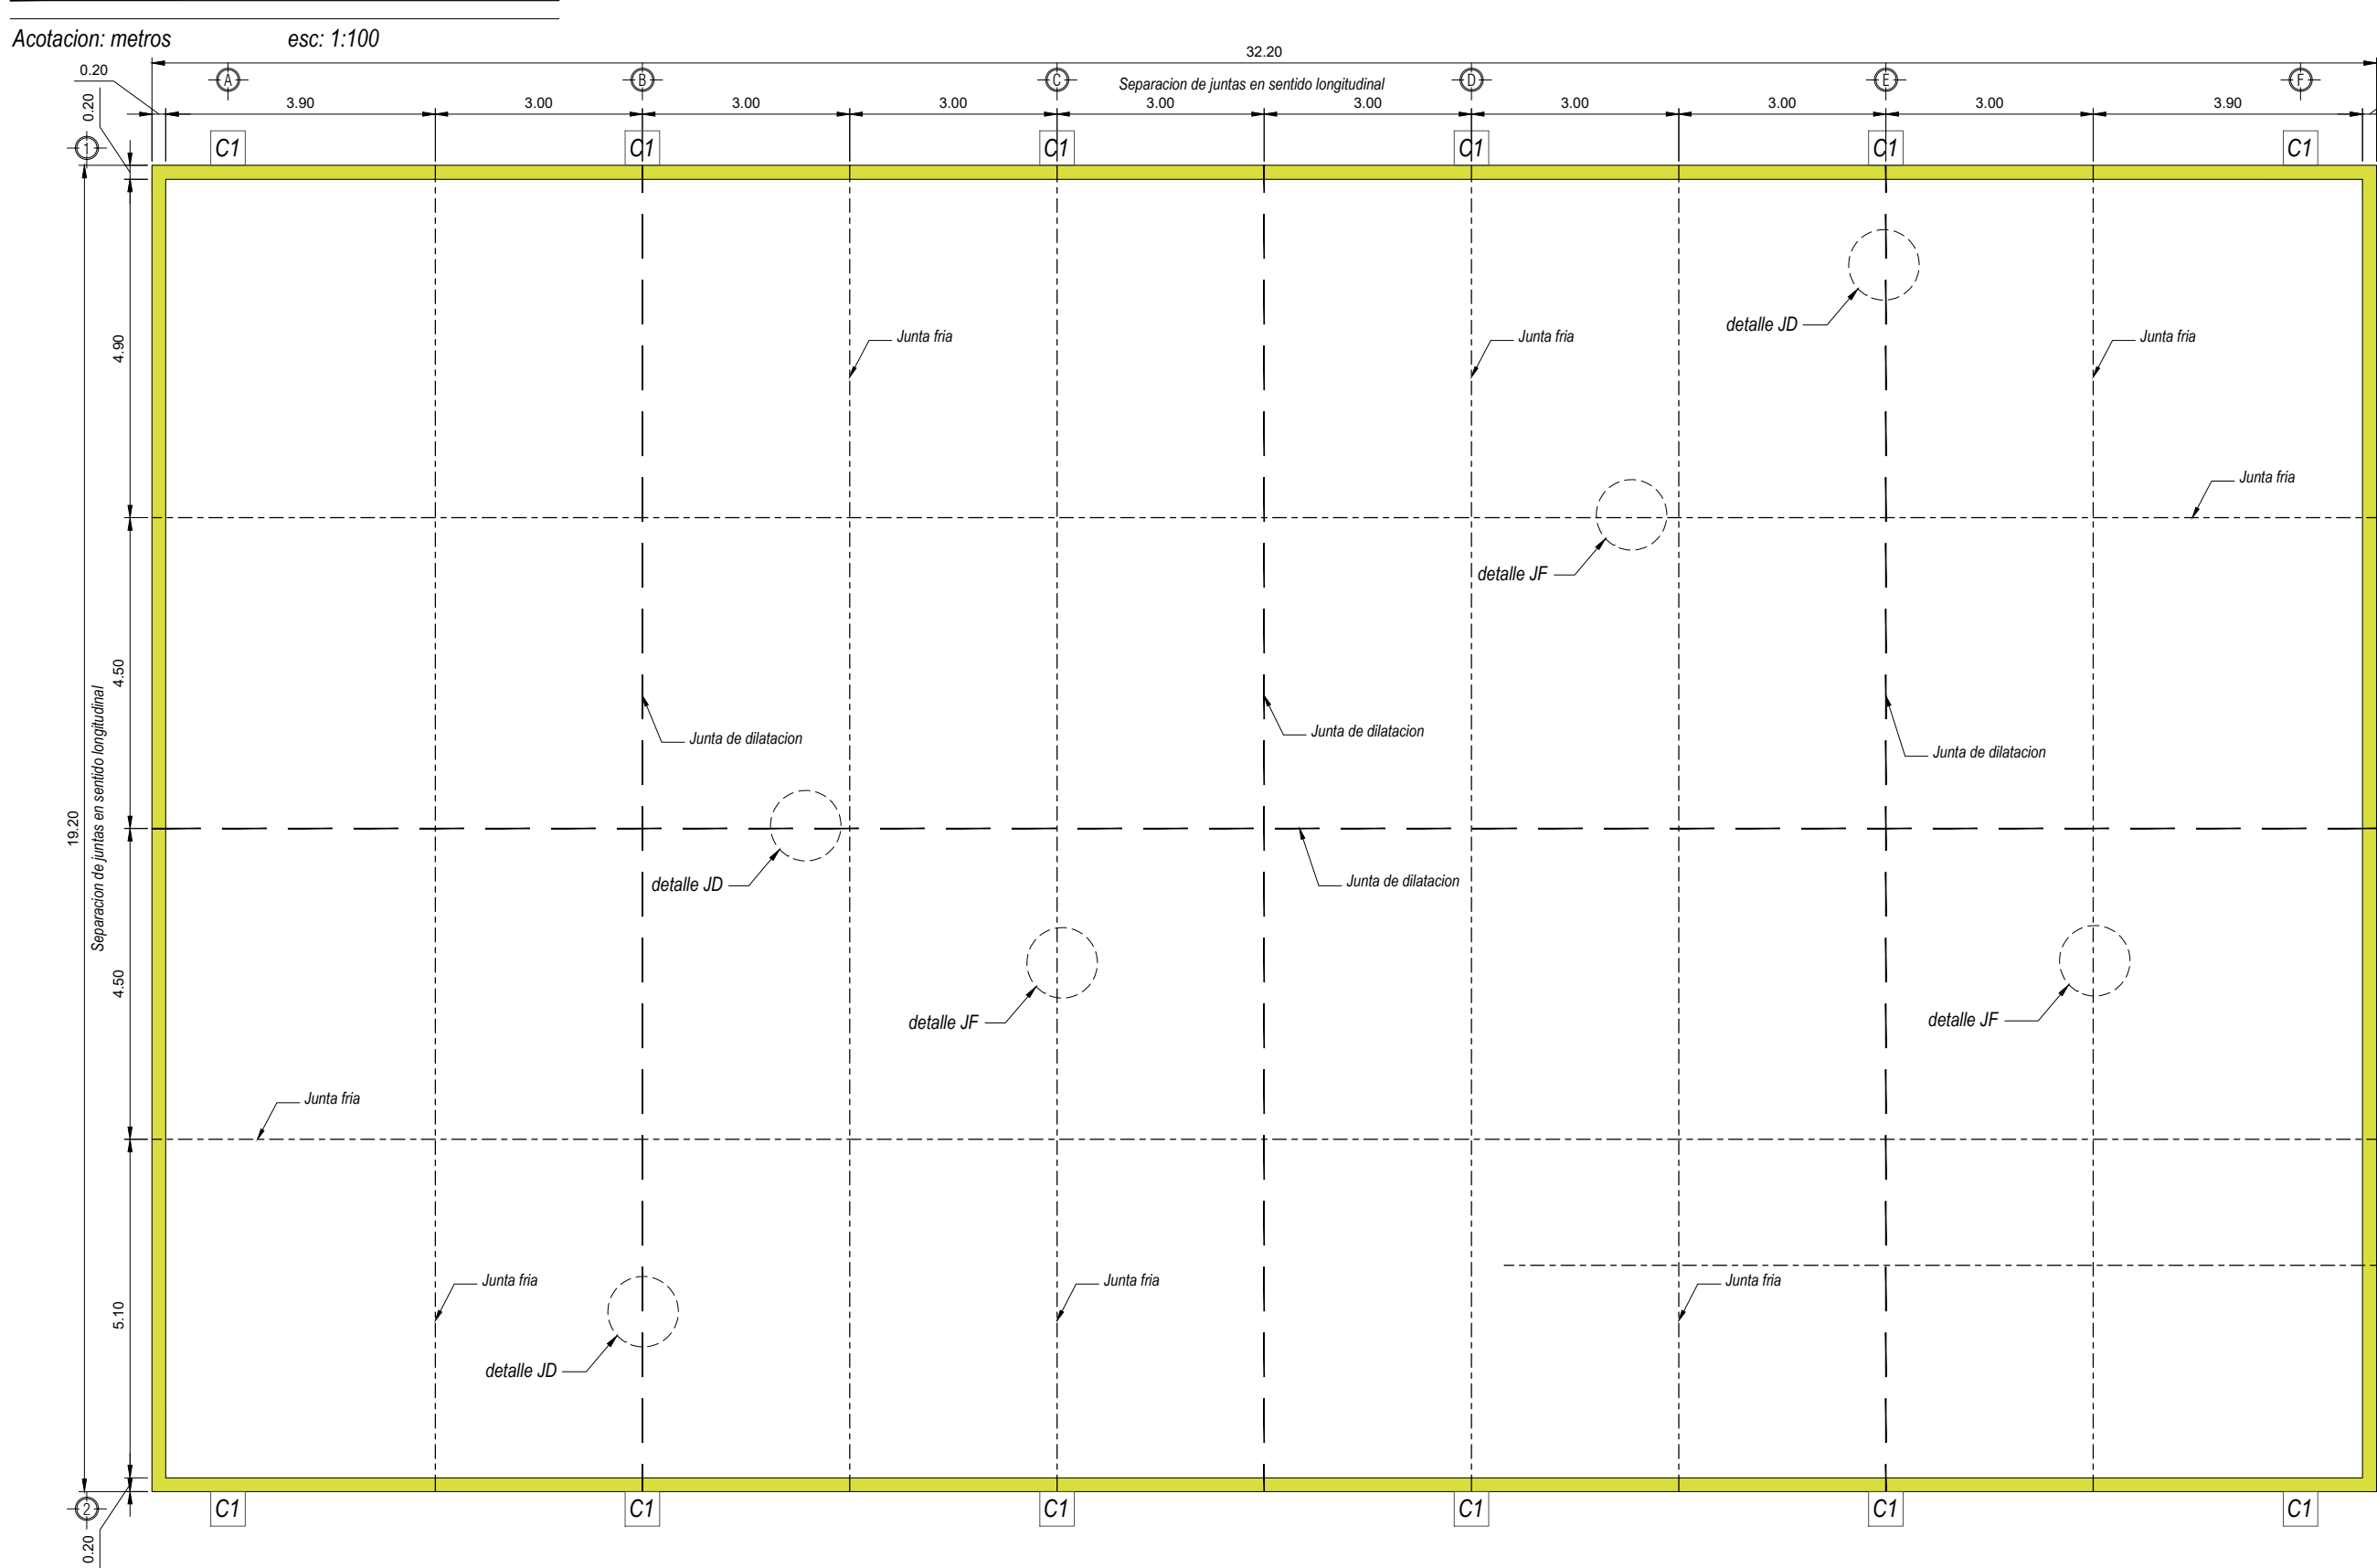 Acotacion: metros esc: 1:100
32.20
0.20
A B C D E F
Separacion de juntas en sentido longitudinal
0.20
3.90 3.00 3.00 3.00 3.00 3.00 3.00 3.00 3.00 3.90
1
C1 C1 C1 C1 C1 C1
detalle JD
Junta fria Junta fria Junta fria
4.90
Junta fria
detalle JF
4.50
Separacion de juntas en sentido longitudinal
19.20
Junta de dilatacion Junta de dilatacion Junta de dilatacion
detalle JD
Junta de dilatacion
4.50
detalle JF
detalle JF
Junta fria
Junta fria Junta fria Junta fria
5.10
detalle JD
2
C1 C1 C1 C1 C1 C1
0.20